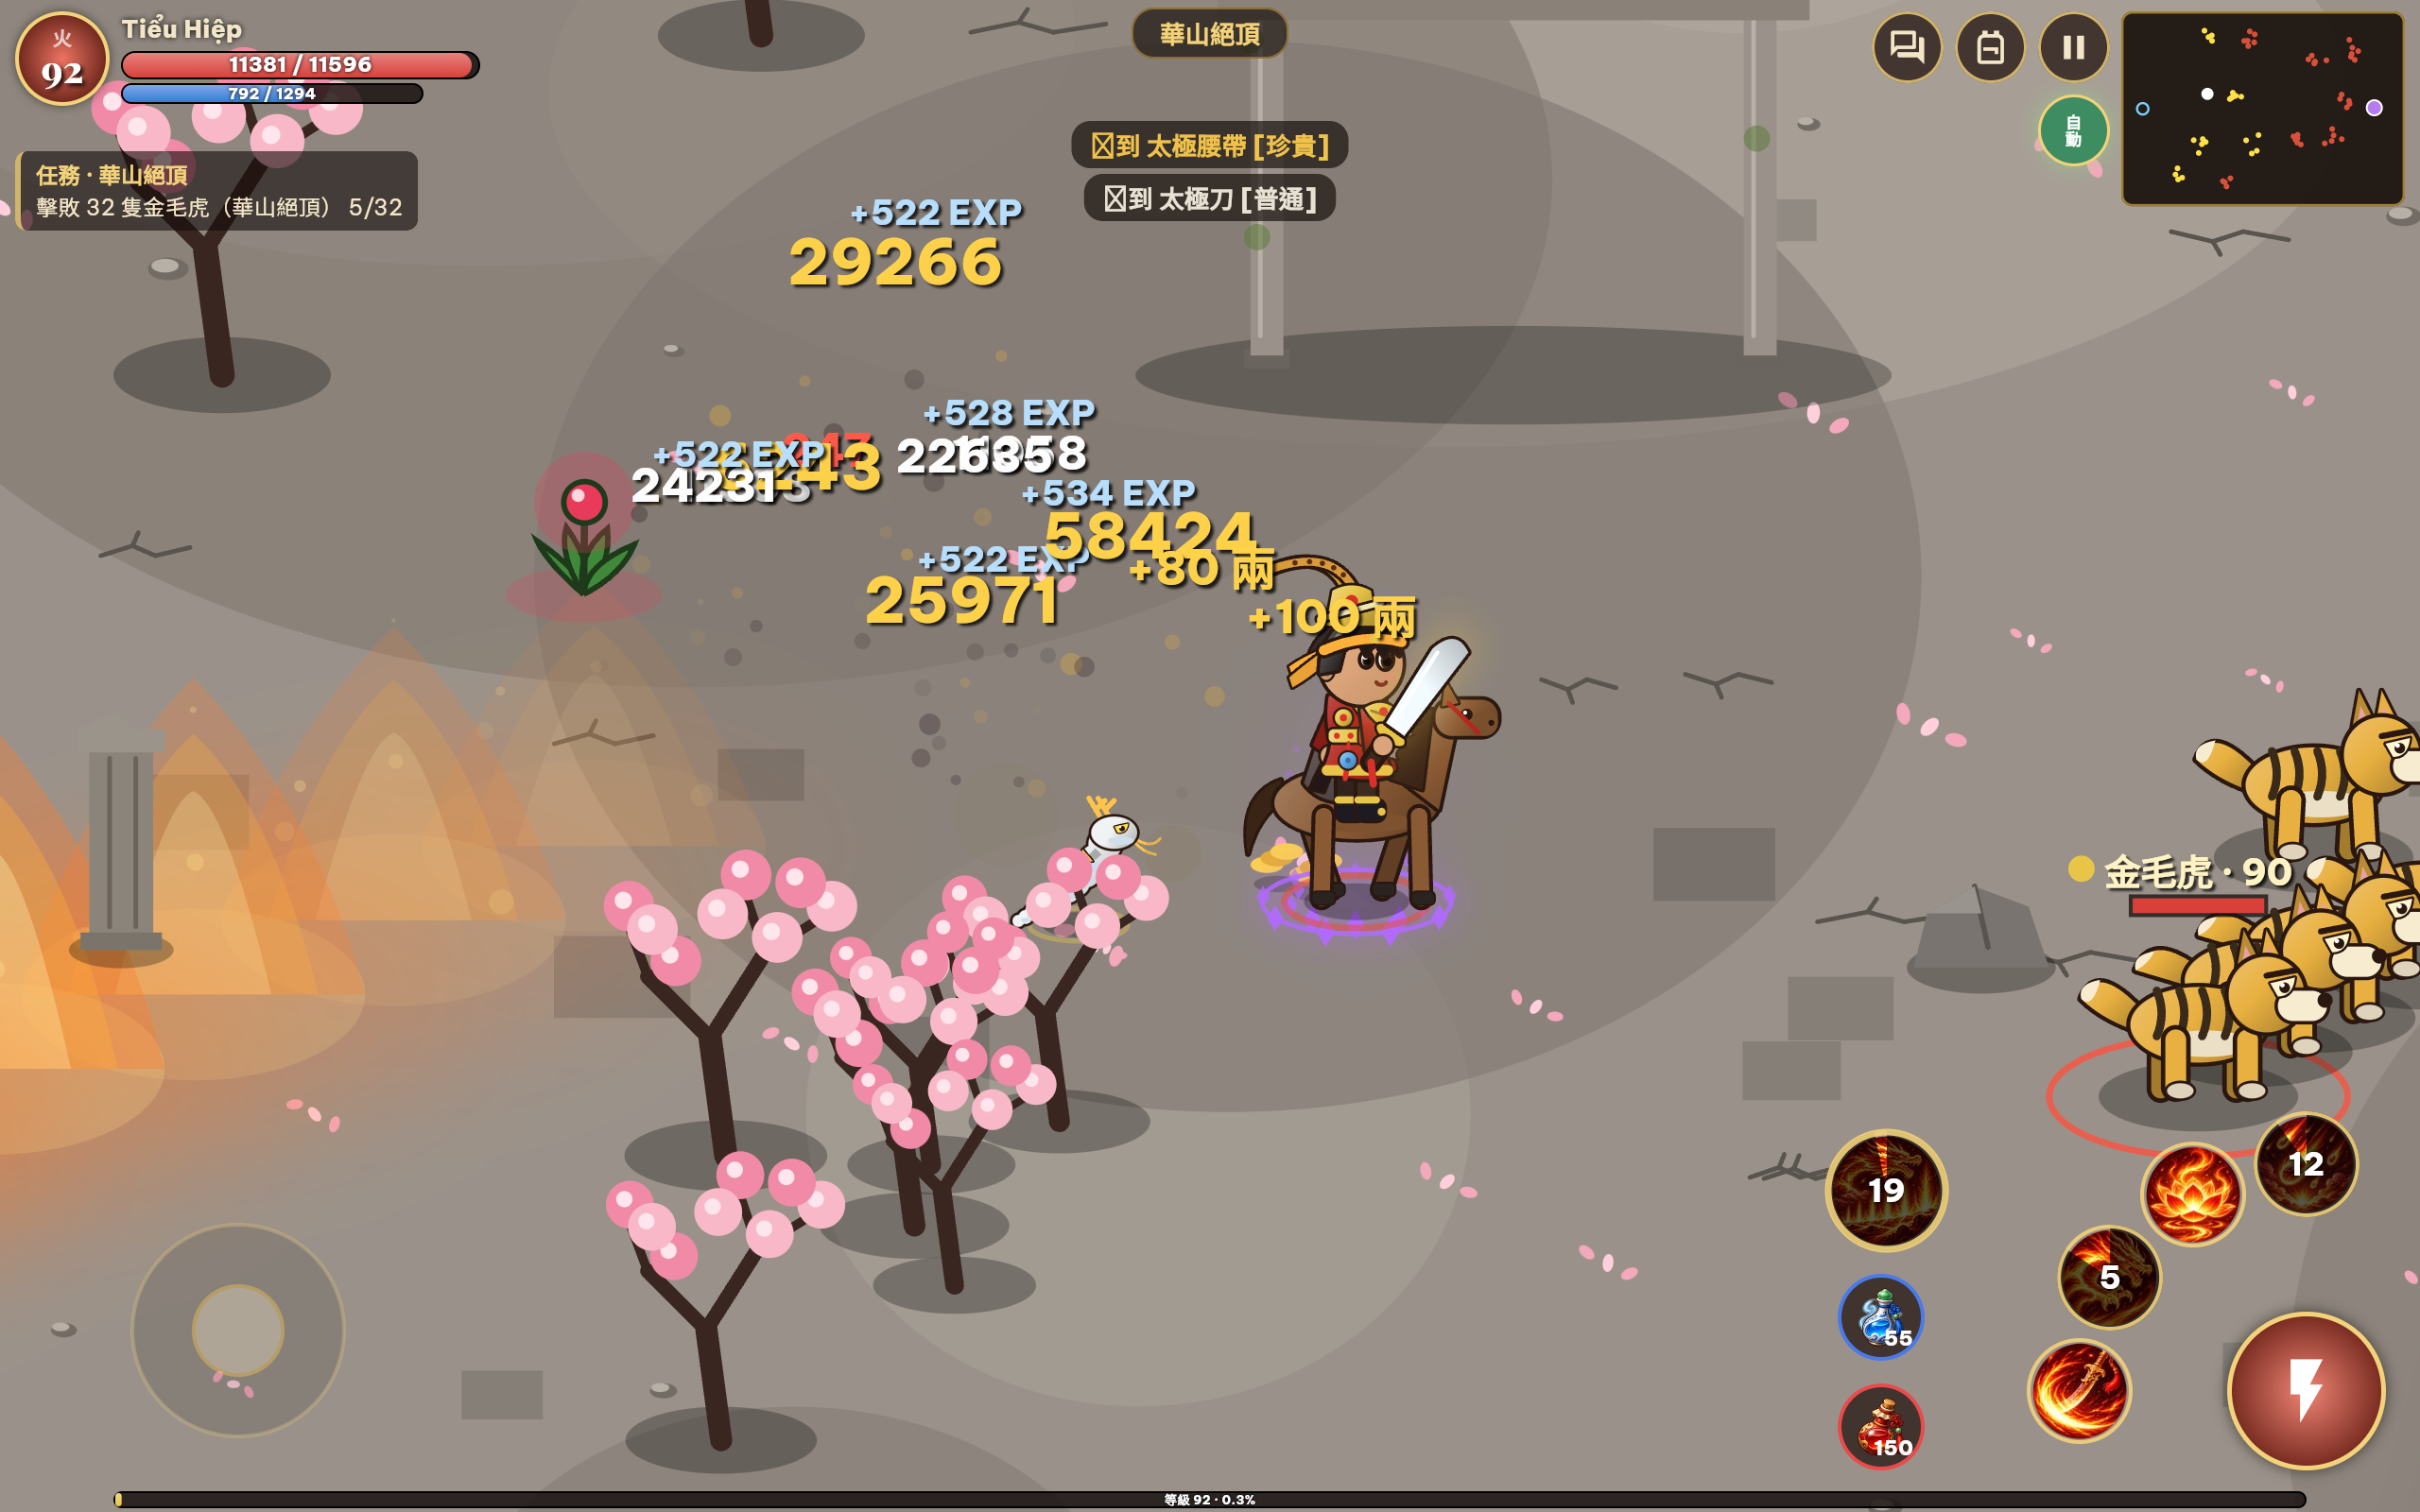 火
92
Tiểu Hiệp
11381 / 11596
792 / 1294
任務 · 華山絕頂
擊敗 32 隻金毛虎（華山絕頂） 5/32
華山絕頂
到 太極腰帶 [珍貴]
到 太極刀 [普通]
自動
+522 EXP
29266
+528 EXP
+522 EXP
24231
+534 EXP
58424
+522 EXP
+80 兩
25971
+100 兩
金毛虎 · 90
12
19
5
55
150
等級 92 · 0.3%